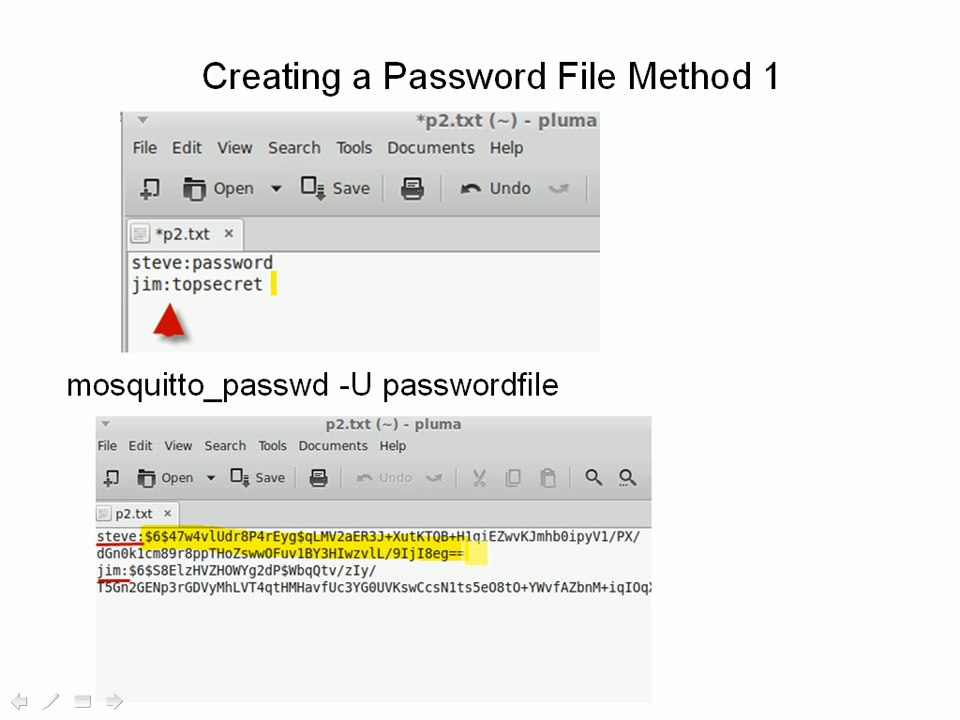 Creating a Password File Method 1
*p2.txt (~) - pluma
File Edit View Search Tools Documents Help
Open Save Undo
*p2.txt ×
steve:password
jim:topsecret
mosquitto_passwd -U passwordfile
p2.txt (~) - pluma
File Edit View Search Tools Documents Help
Open Save Undo
p2.txt ×
steve:$6$47w4vlUdr8P4rEyg$qLMV2aER3J+XutKTQB+H1qiEZwvKJmhb0ipyV1/PX/
dGn0k1cm89r8ppTHoZswwOFuv1BY3HIwzvlL/9IjI8eg==
jim:$6$S8ElzHVZHOWYg2dP$WbqQtv/zIy/
T5Gn2GENp3rGDVyMhLVT4qtHMHavfUc3YG0UVKswCcsN1ts5eO8tO+YWvfAZbnM+iqIOq